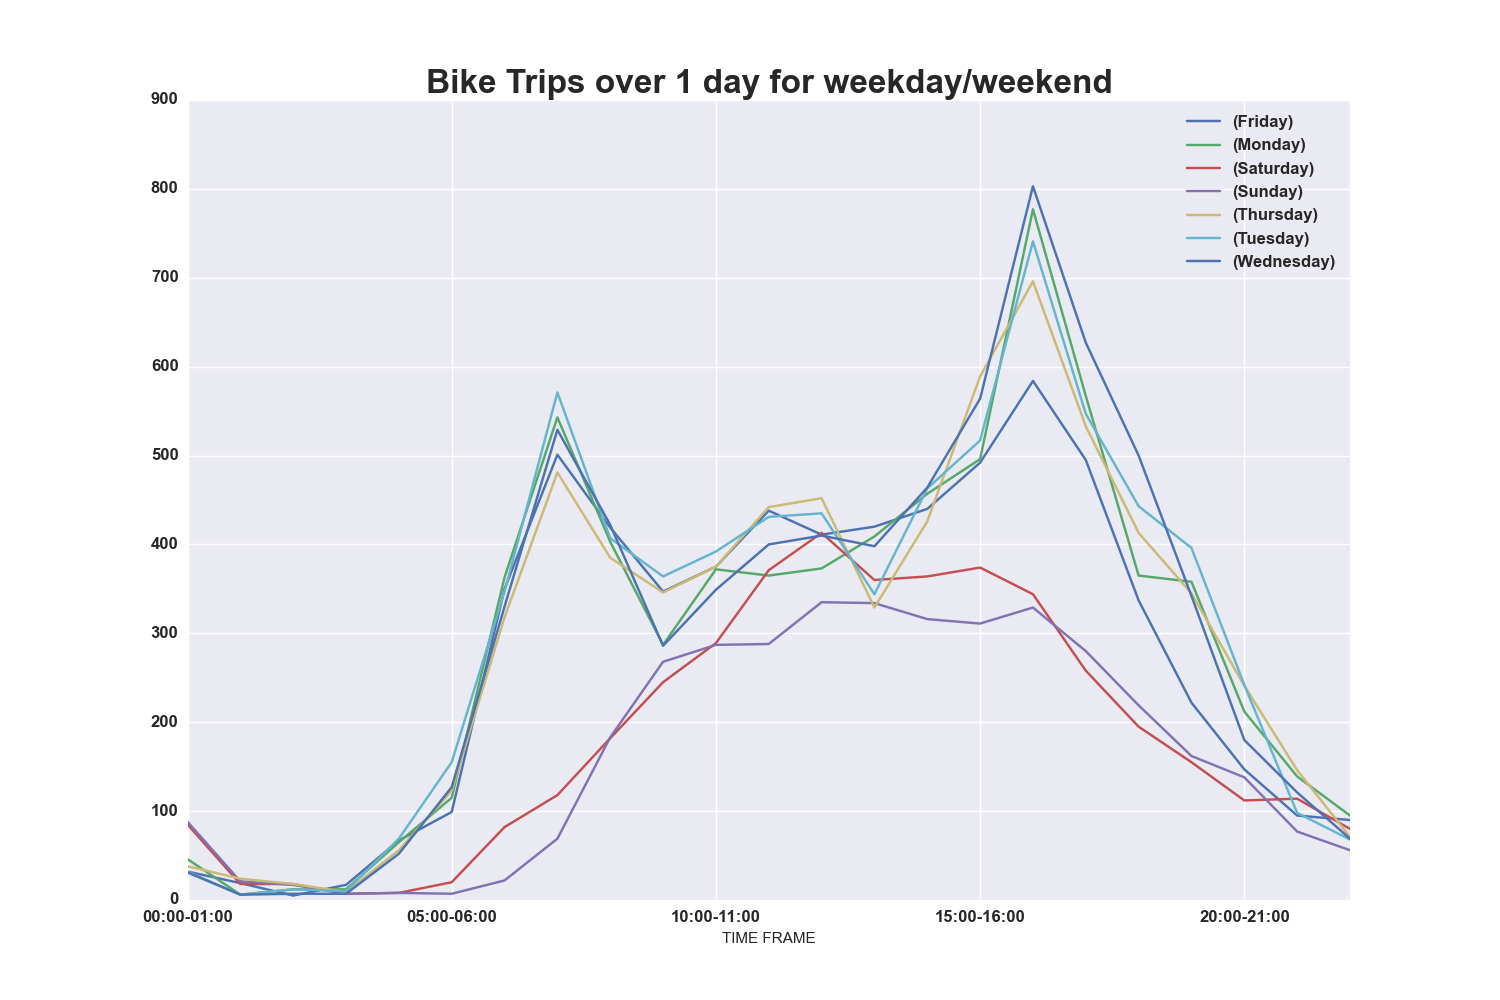 Bike Trips over 1 day for weekday/weekend
900
800
700
600
500
400
300
200
100
0
(Friday)
(Monday)
(Saturday)
(Sunday)
(Thursday)
(Tuesday)
(Wednesday)
00:00-01:00 05:00-06:00 10:00-11:00 15:00-16:00 20:00-21:00
TIME FRAME